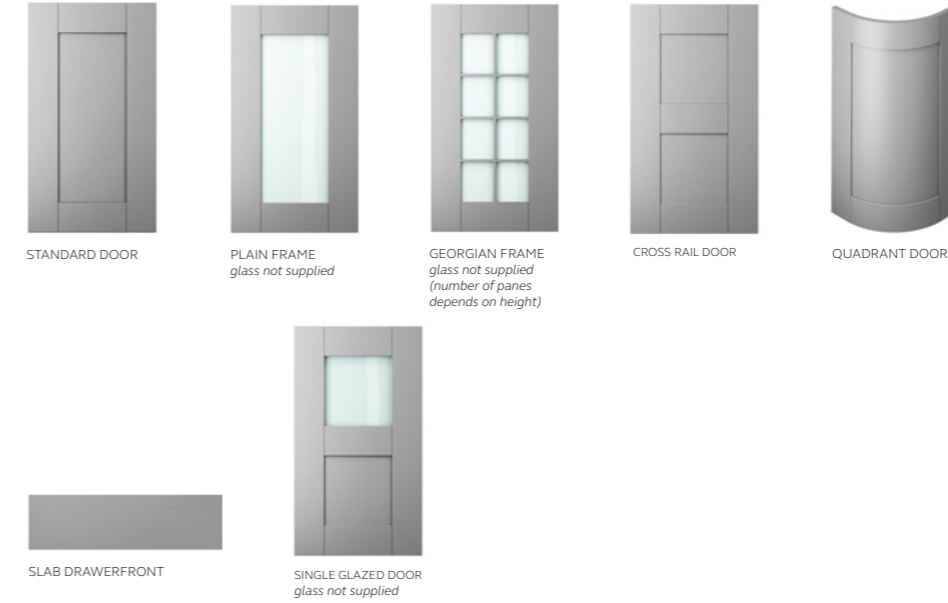 STANDARD DOOR
PLAIN FRAME
glass not supplied
GEORGIAN FRAME
glass not supplied
(number of panes
depends on height)
CROSS RAIL DOOR
QUADRANT DOOR
SLAB DRAWERFRONT
SINGLE GLAZED DOOR
glass not supplied